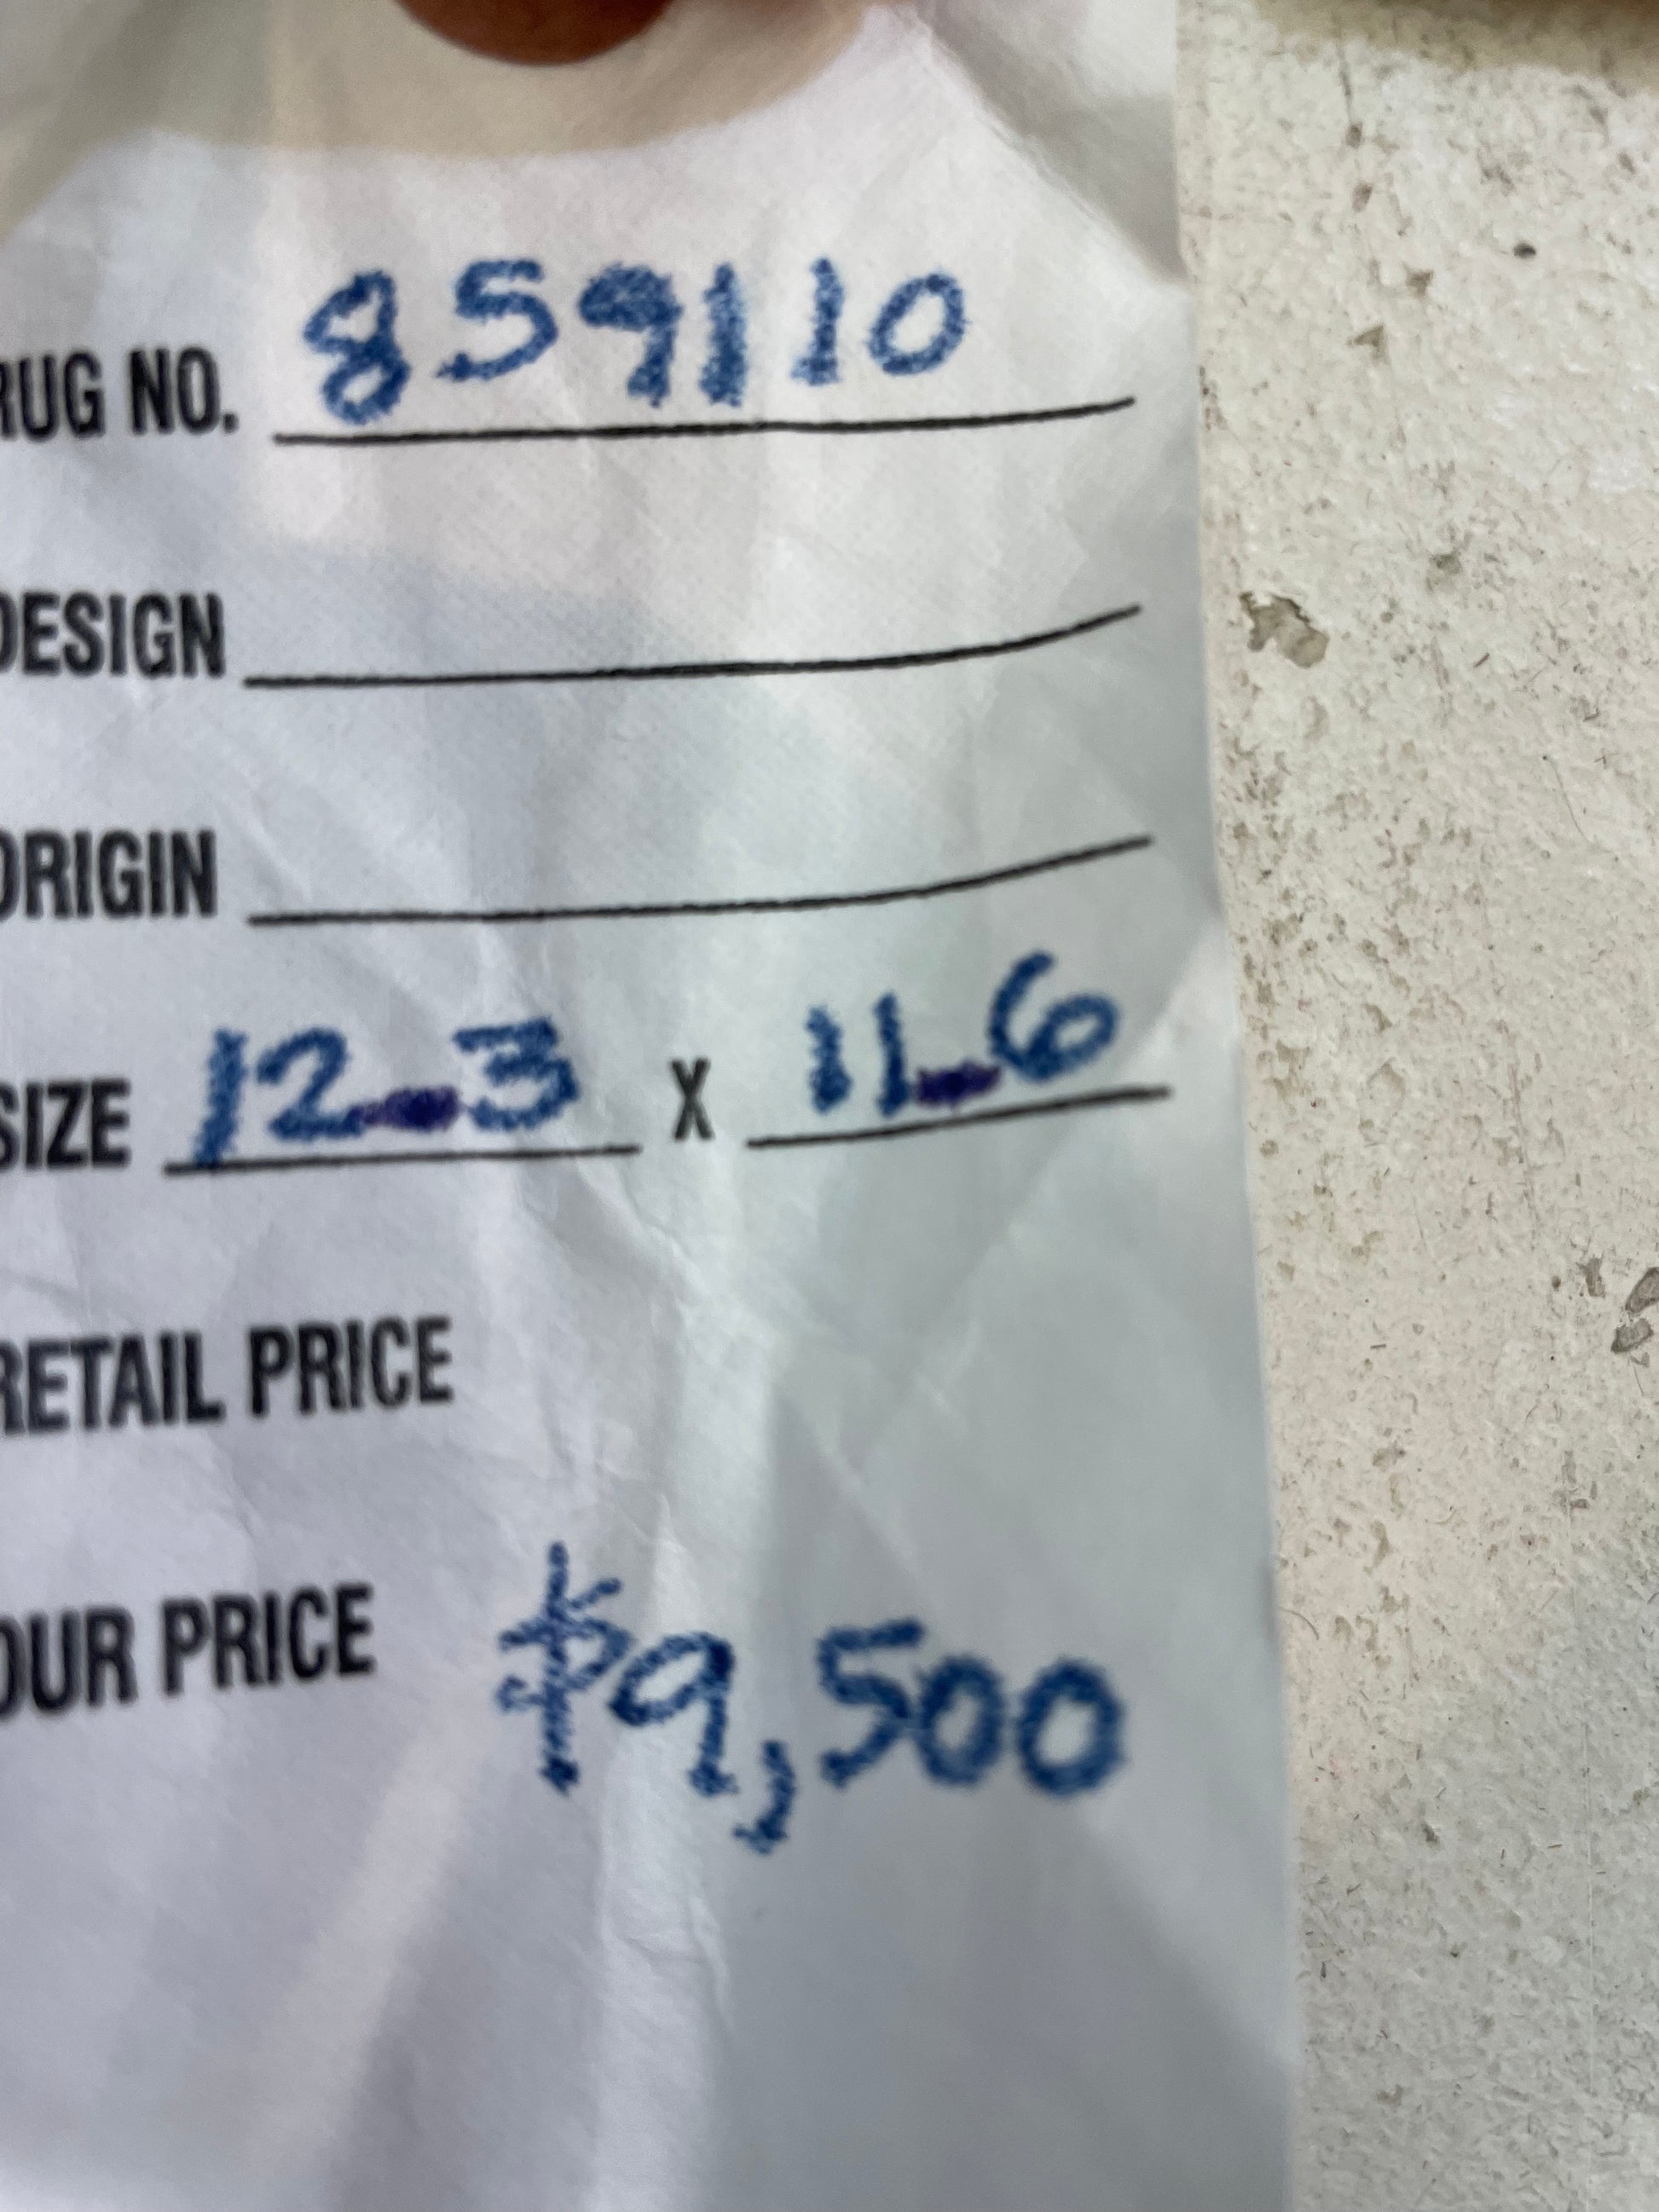 RUG NO. 859110
DESIGN
ORIGIN
SIZE 12-3 X 11-6
RETAIL PRICE
OUR PRICE $9,500